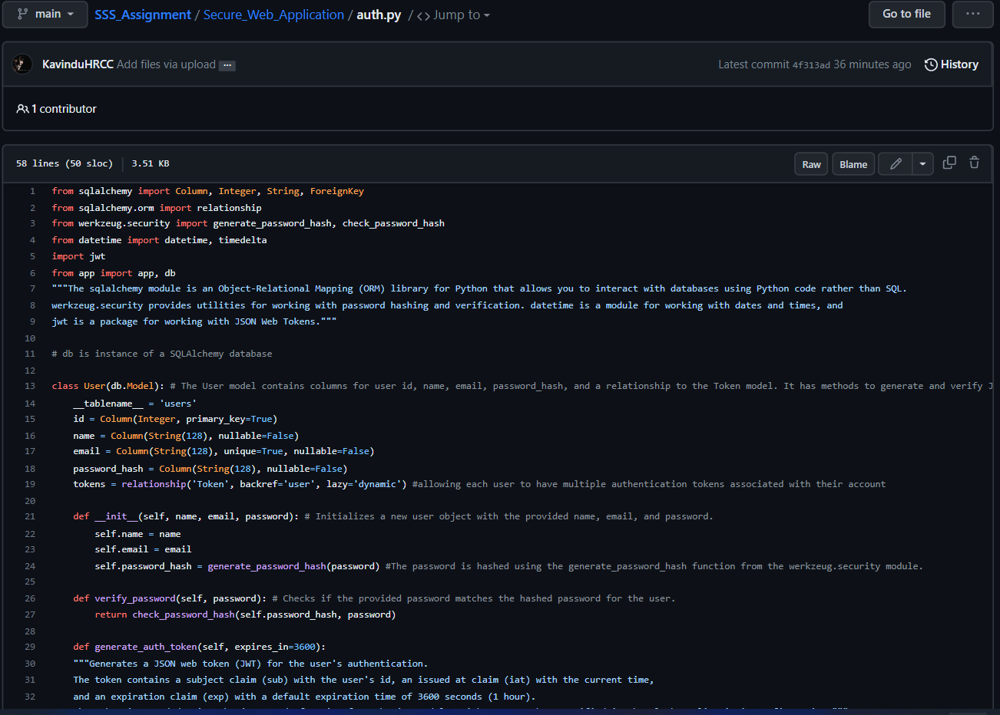 main
SSS_Assignment / Secure_Web_Application / auth.py / <> Jump to
Go to file
...
KavinduHRCC Add files via upload ...
Latest commit 4f313ad 36 minutes ago
History
1 contributor
58 lines (50 sloc) | 3.51 KB
Raw
Blame
1 from sqlalchemy import Column, Integer, String, ForeignKey
2 from sqlalchemy.orm import relationship
3 from werkzeug.security import generate_password_hash, check_password_hash
4 from datetime import datetime, timedelta
5 import jwt
6 from app import app, db
7 """The sqlalchemy module is an Object-Relational Mapping (ORM) library for Python that allows you to interact with databases using Python code rather than SQL.
8 werkzeug.security provides utilities for working with password hashing and verification. datetime is a module for working with dates and times, and
9 jwt is a package for working with JSON Web Tokens."""
10
11 # db is instance of a SQLAlchemy database
12
13 class User(db.Model): # The User model contains columns for user id, name, email, password_hash, and a relationship to the Token model. It has methods to generate and verify J
14     __tablename__ = 'users'
15     id = Column(Integer, primary_key=True)
16     name = Column(String(128), nullable=False)
17     email = Column(String(128), unique=True, nullable=False)
18     password_hash = Column(String(128), nullable=False)
19     tokens = relationship('Token', backref='user', lazy='dynamic') #allowing each user to have multiple authentication tokens associated with their account
20
21     def __init__(self, name, email, password): # Initializes a new user object with the provided name, email, and password.
22         self.name = name
23         self.email = email
24         self.password_hash = generate_password_hash(password) #The password is hashed using the generate_password_hash function from the werkzeug.security module.
25
26     def verify_password(self, password): # Checks if the provided password matches the hashed password for the user.
27         return check_password_hash(self.password_hash, password)
28
29     def generate_auth_token(self, expires_in=3600):
30     """Generates a JSON web token (JWT) for the user's authentication.
31     The token contains a subject claim (sub) with the user's id, an issued at claim (iat) with the current time,
32     and an expiration claim (exp) with a default expiration time of 3600 seconds (1 hour).